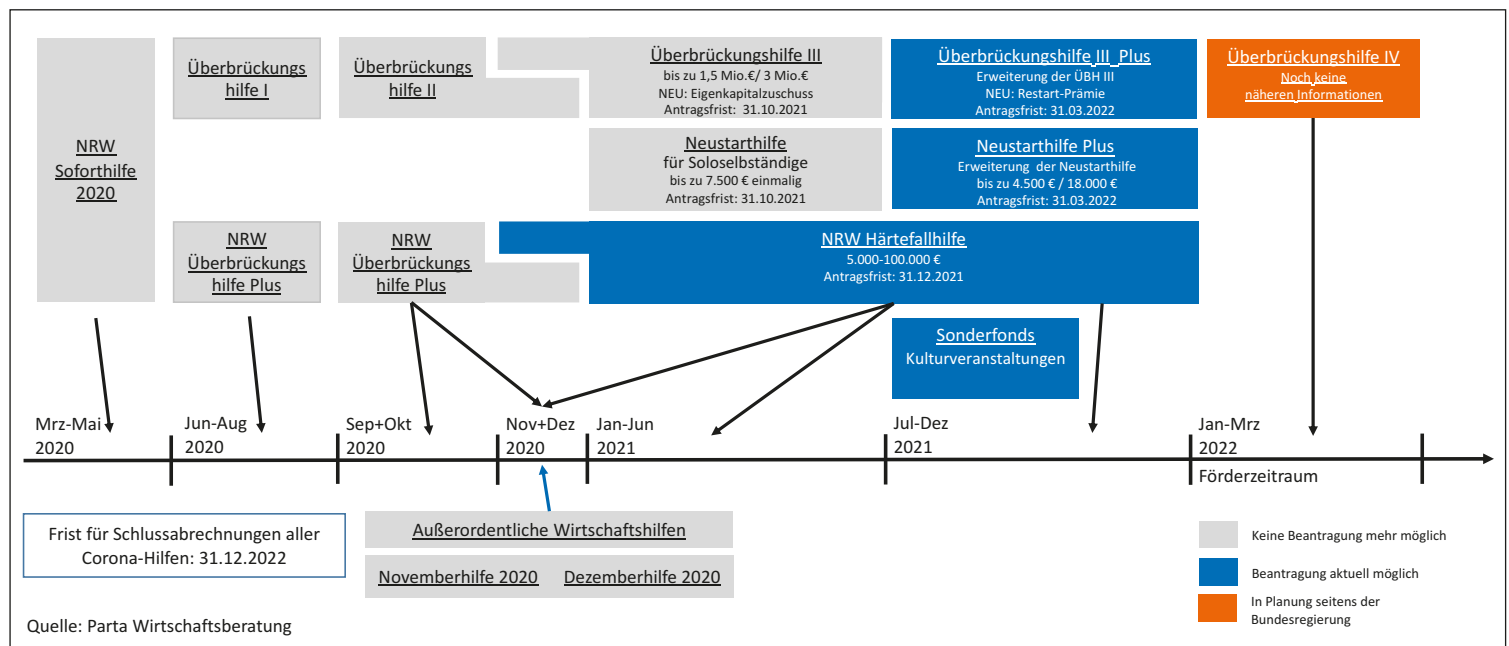 NRW
Soforthilfe
2020
Überbrückungs
hilfe I
Überbrückungs
hilfe II
Überbrückungshilfe III
bis zu 1,5 Mio.€/ 3 Mio.€
NEU: Eigenkapitalzuschuss
Antragsfrist: 31.10.2021
Überbrückungshilfe III Plus
Erweiterung der ÜBH III
NEU: Restart-Prämie
Antragsfrist: 31.03.2022
Überbrückungshilfe IV
Noch keine
näheren Informationen
Neustarthilfe
für Soloselbständige
bis zu 7.500 € einmalig
Antragsfrist: 31.10.2021
Neustarthilfe Plus
Erweiterung der Neustarthilfe
bis zu 4.500 € / 18.000 €
Antragsfrist: 31.03.2022
NRW
Überbrückungs
hilfe Plus
NRW
Überbrückungs
hilfe Plus
NRW Härtefallhilfe
5.000-100.000 €
Antragsfrist: 31.12.2021
Sonderfonds
Kulturveranstaltungen
Mrz-Mai
2020
Jun-Aug
2020
Sep+Okt
2020
Nov+Dez
2020
Jan-Jun
2021
Jul-Dez
2021
Jan-Mrz
2022
Förderzeitraum
Frist für Schlussabrechnungen aller
Corona-Hilfen: 31.12.2022
Außerordentliche Wirtschaftshilfen
Novemberhilfe 2020 Dezemberhilfe 2020
Keine Beantragung mehr möglich
Beantragung aktuell möglich
In Planung seitens der
Bundesregierung
Quelle: Parta Wirtschaftsberatung